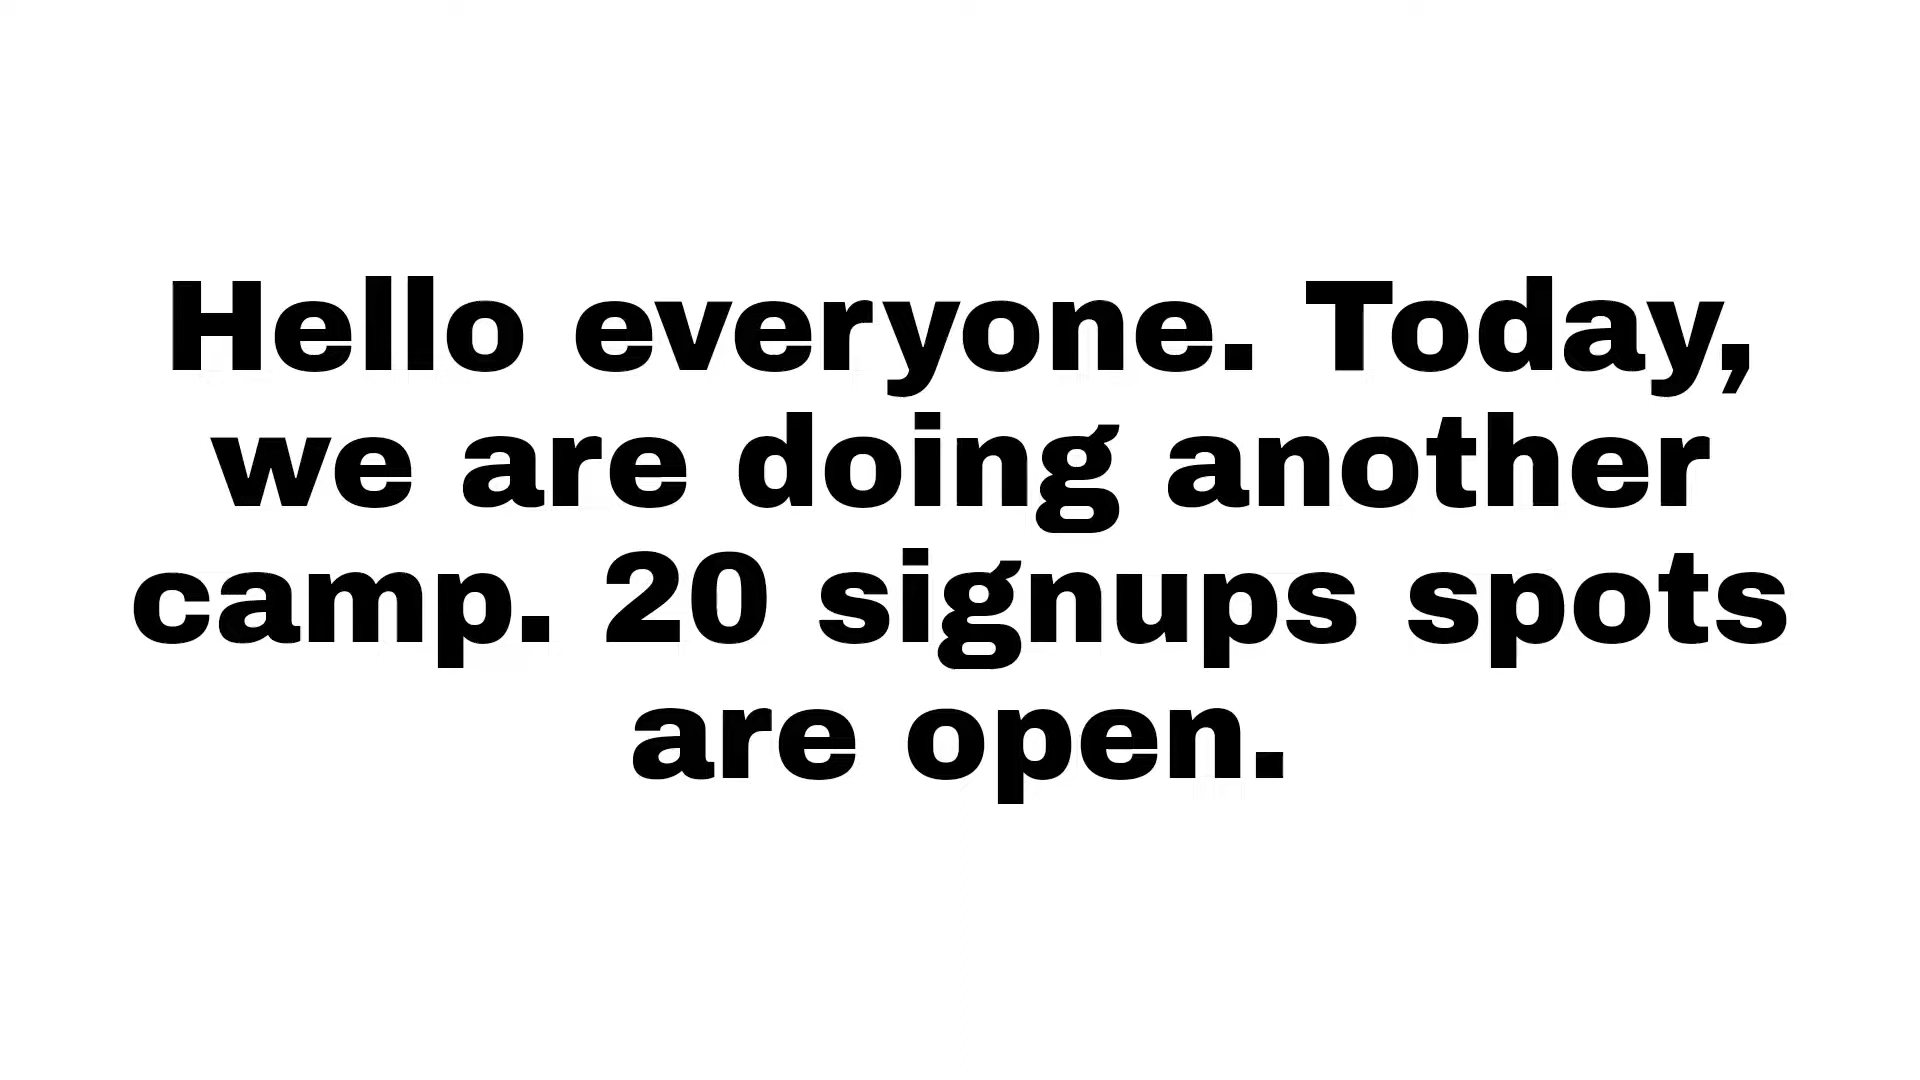 Hello everyone. Today,
we are doing another
camp. 20 signups spots
are open.